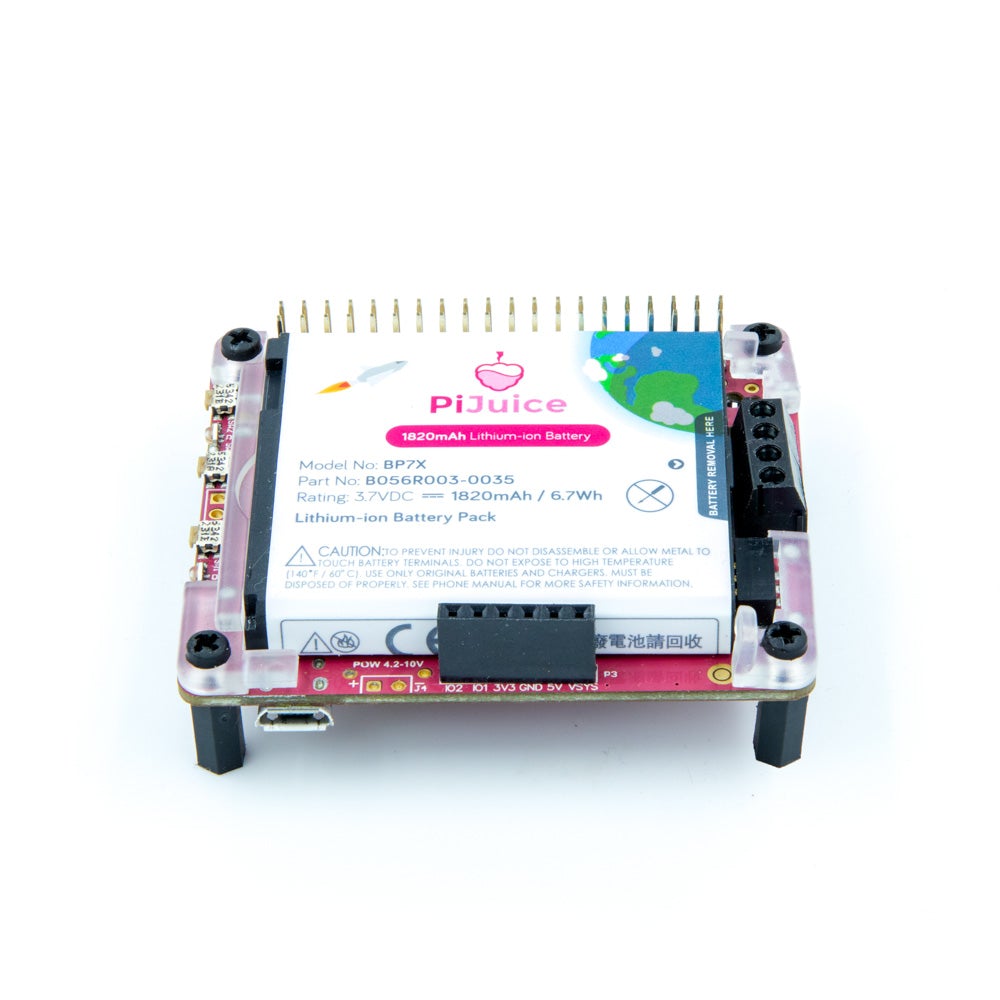 PiJuice
1820mAh Lithium-ion Battery
Model No: BP7X
Part No: B056R003-0035
Rating: 3.7VDC ⎓ 1820mAh / 6.7Wh
Lithium-ion Battery Pack
BATTERY REMOVAL HERE
CAUTION: TO PREVENT INJURY DO NOT DISASSEMBLE OR ALLOW METAL TO
TOUCH BATTERY TERMINALS. DO NOT EXPOSE TO HIGH TEMPERATURE
(140°F / 60°C). USE ONLY ORIGINAL BATTERIES AND CHARGERS. MUST BE
DISPOSED OF PROPERLY. SEE PHONE MANUAL FOR MORE SAFETY INFORMATION.
CE
廢電池請回收
POW 4.2-10V
P3
+
J4
IO2 IO1 3V3 GND 5V VSYS